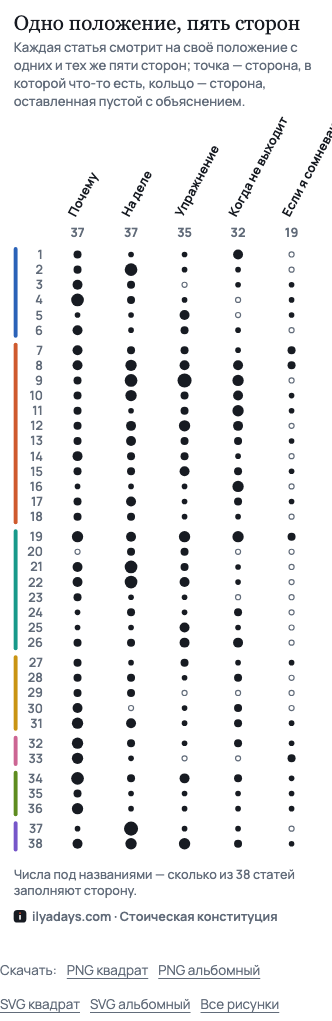 Одно положение, пять сторон
Каждая статья смотрит на своё положение с
одних и тех же пяти сторон; точка — сторона, в
которой что-то есть, кольцо — сторона,
оставленная пустой с объяснением.
Почему
На деле
Упражнение
Когда не выходит
Если я сомнева
37 37 35 32 19
1
2
3
4
5
6
7
8
9
10
11
12
13
14
15
16
17
18
19
20
21
22
23
24
25
26
27
28
29
30
31
32
33
34
35
36
37
38
Числа под названиями — сколько из 38 статей
заполняют сторону.
ilyadays.com · Стоическая конституция
Скачать: PNG квадрат PNG альбомный
SVG квадрат SVG альбомный Все рисунки